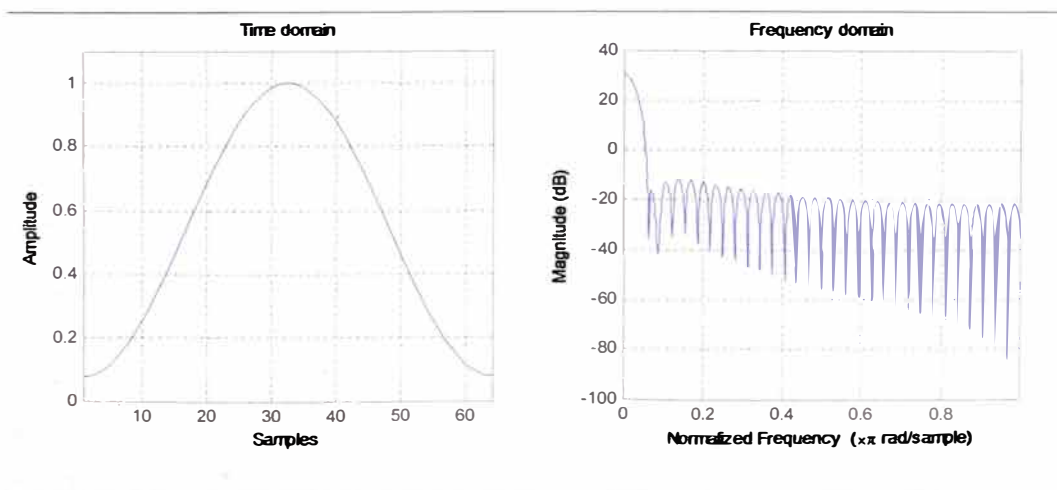 Time domain
1
0.8
0.6
0.4
0.2
0
10 20 30 40 50 60
Amplitude
Samples
Frequency domain
40
20
0
-20
-40
-60
-80
-100
0 0.2 0.4 0.6 0.8
Magnitude (dB)
Normalized Frequency (×π rad/sample)